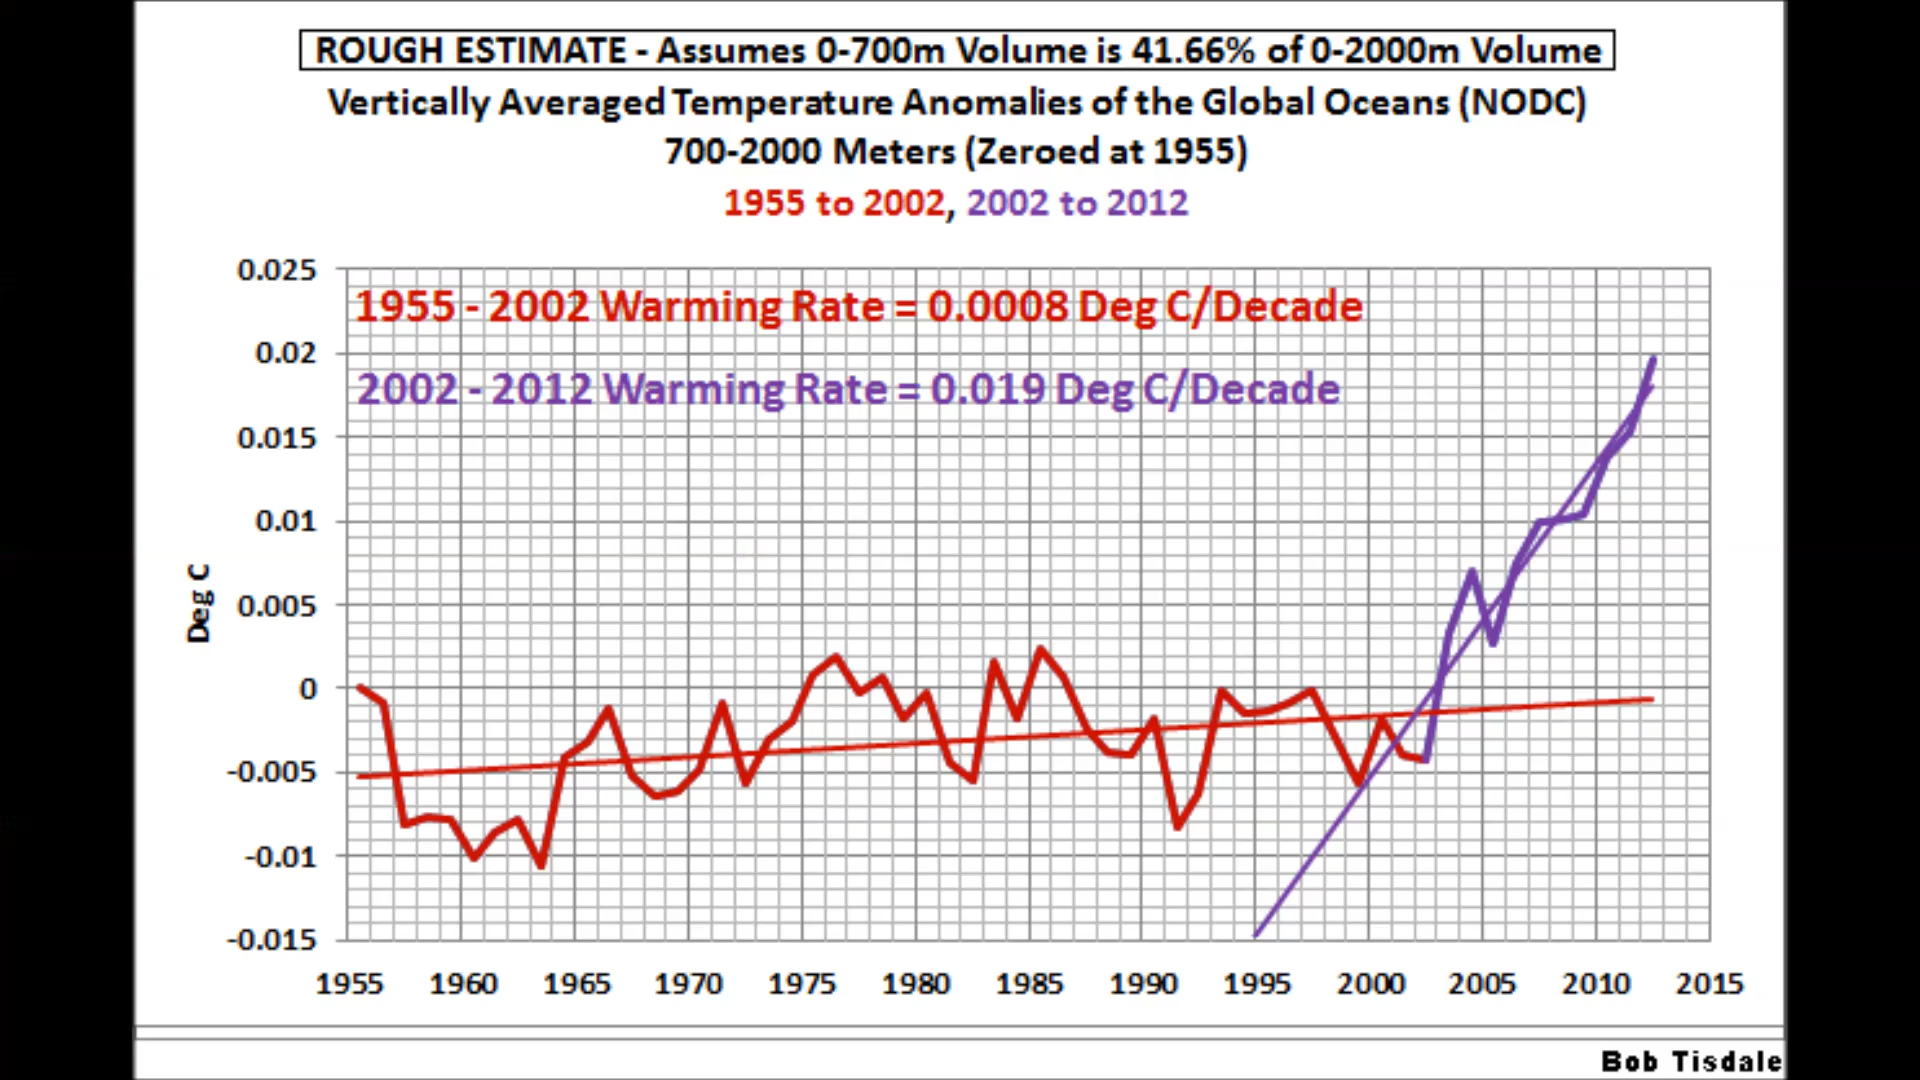 ROUGH ESTIMATE - Assumes 0-700m Volume is 41.66% of 0-2000m Volume
Vertically Averaged Temperature Anomalies of the Global Oceans (NODC)
700-2000 Meters (Zeroed at 1955)
1955 to 2002, 2002 to 2012
1955 - 2002 Warming Rate = 0.0008 Deg C/Decade
2002 - 2012 Warming Rate = 0.019 Deg C/Decade
Deg C
0.025
0.02
0.015
0.01
0.005
0
-0.005
-0.01
-0.015
1955 1960 1965 1970 1975 1980 1985 1990 1995 2000 2005 2010 2015
Bob Tisdale